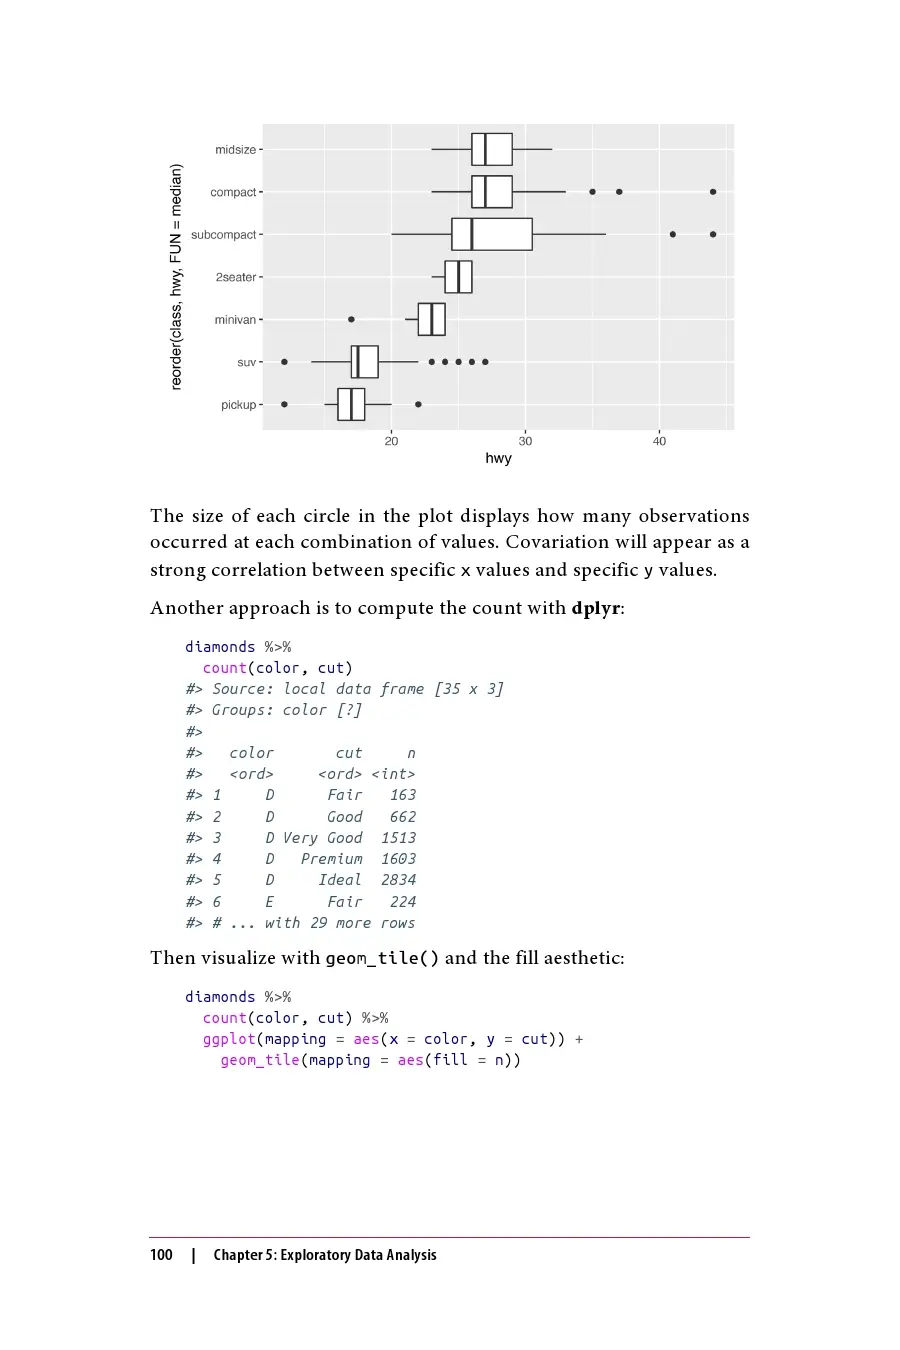 reorder(class, hwy, FUN = median)
midsize
compact
subcompact
2seater
minivan
suv
pickup
20 30 40
hwy
The size of each circle in the plot displays how many observations
occurred at each combination of values. Covariation will appear as a
strong correlation between specific x values and specific y values.
Another approach is to compute the count with dplyr:
diamonds %>%
  count(color, cut)
#> Source: local data frame [35 x 3]
#> Groups: color [?]
#>
#>   color       cut     n
#>   <ord>     <ord> <int>
#> 1     D      Fair   163
#> 2     D      Good   662
#> 3     D Very Good  1513
#> 4     D   Premium  1603
#> 5     D     Ideal  2834
#> 6     E      Fair   224
#> # ... with 29 more rows
Then visualize with geom_tile() and the fill aesthetic:
diamonds %>%
  count(color, cut) %>%
  ggplot(mapping = aes(x = color, y = cut)) +
    geom_tile(mapping = aes(fill = n))
100 | Chapter 5: Exploratory Data Analysis